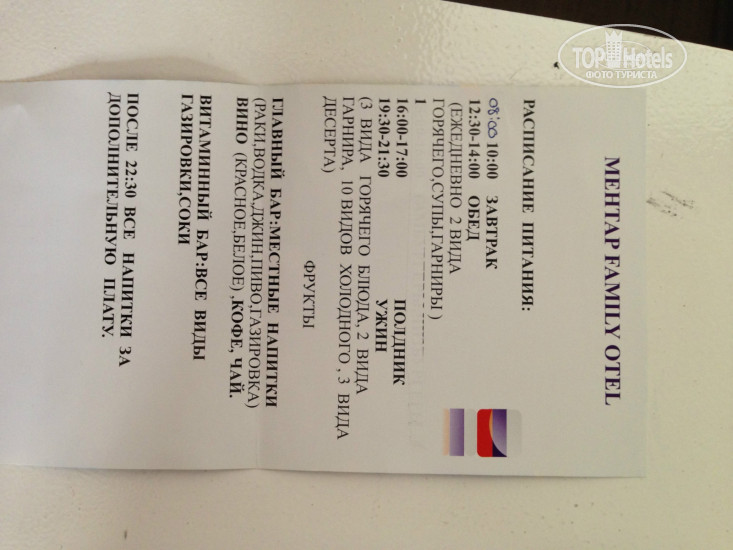 TOP Hotels
ФОТО ТУРИСТА
МЕНТАР FAMILY OTEL
РАСПИСАНИЕ ПИТАНИЯ:
08:00 10:00 ЗАВТРАК
12:30-14:00 ОБЕД
(ЕЖЕДНЕВНО 2 ВИДА
ГОРЯЧЕГО,СУПЫ,ГАРНИРЫ )
1
16:00-17:00 ПОЛДНИК
19:30-21:30 УЖИН
(3 ВИДА ГОРЯЧЕГО БЛЮДА, 2 ВИДА
ГАРНИРА, 10 ВИДОВ ХОЛОДНОГО , 3 ВИДА
ДЕСЕРТА)
ФРУКТЫ
ГЛАВНЫЙ БАР:МЕСТНЫЕ НАПИТКИ
(РАКИ,ВОДКА,ДЖИН,ПИВО,ГАЗИРОВКА)
ВИНО (КРАСНОЕ,БЕЛОЕ) ,КОФЕ, ЧАЙ.
ВИТАМИННЫЙ БАР:ВСЕ ВИДЫ
ГАЗИРОВКИ,СОКИ
ПОСЛЕ 22:30 ВСЕ НАПИТКИ ЗА
ДОПОЛНИТЕЛЬНУЮ ПЛАТУ.